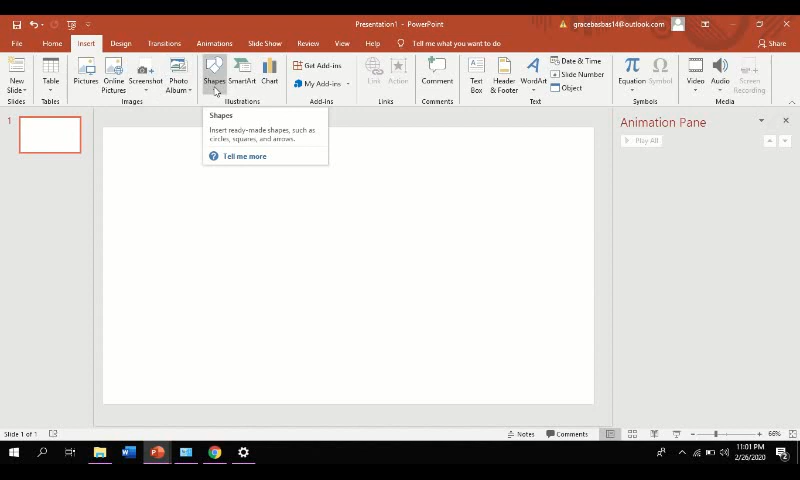 Presentation1 - PowerPoint
gracebasbas14@outlook.com
File Home Insert Design Transitions Animations Slide Show Review View Help Tell me what you want to do Share
New Slide
Table
Pictures
Online Pictures
Screenshot
Photo Album
Shapes
SmartArt
Chart
Get Add-ins
My Add-ins
Link
Action
Comment
Text Box
Header & Footer
WordArt
Date & Time
Slide Number
Object
Equation
Symbol
Video
Audio
Screen Recording
Slides Tables Images Illustrations Add-ins Links Comments Text Symbols Media
Shapes
Insert ready-made shapes, such as
circles, squares, and arrows.
? Tell me more
1
Animation Pane
Play All
Slide 1 of 1
Notes
Comments
66%
11:01 PM
2/26/2020
2